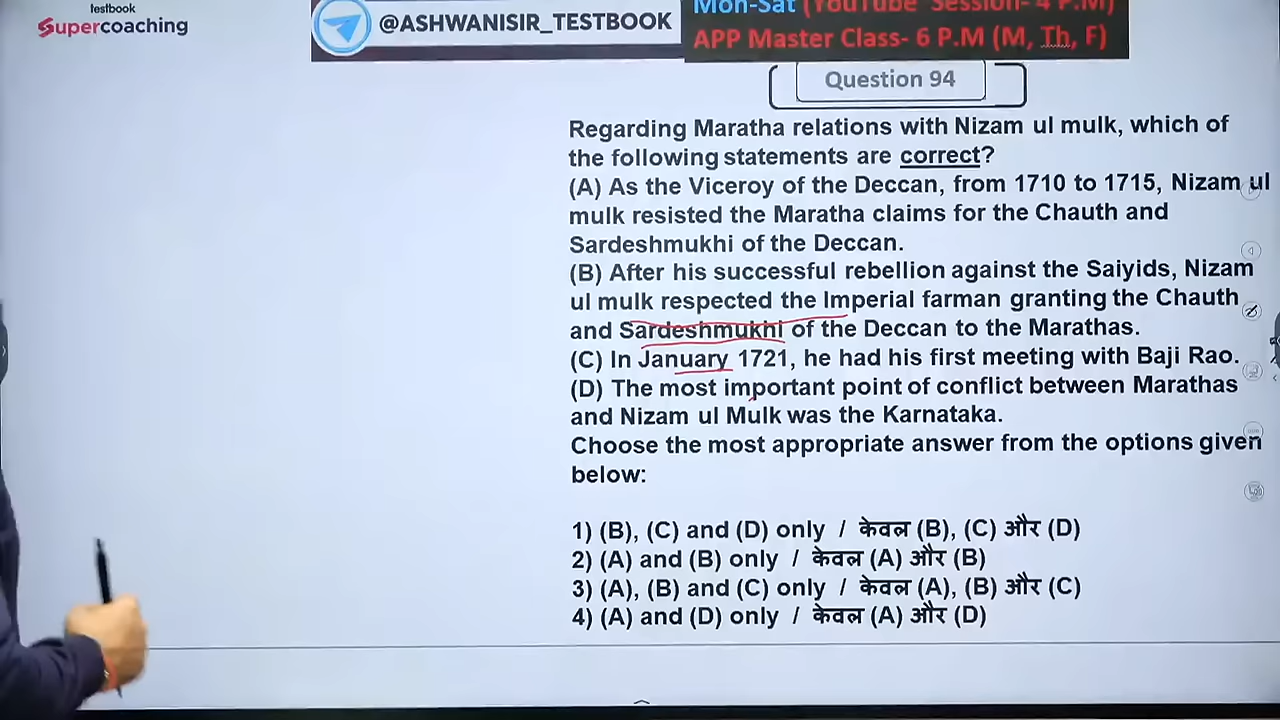 testbook
Supercoaching
@ASHWANISIR_TESTBOOK
Mon-Sat (YouTube Session- 4 P.M)
APP Master Class- 6 P.M (M, Th, F)
Question 94
Regarding Maratha relations with Nizam ul mulk, which of
the following statements are correct?
(A) As the Viceroy of the Deccan, from 1710 to 1715, Nizam ul
mulk resisted the Maratha claims for the Chauth and
Sardeshmukhi of the Deccan.
(B) After his successful rebellion against the Saiyids, Nizam
ul mulk respected the Imperial farman granting the Chauth
and Sardeshmukhi of the Deccan to the Marathas.
(C) In January 1721, he had his first meeting with Baji Rao.
(D) The most important point of conflict between Marathas
and Nizam ul Mulk was the Karnataka.
Choose the most appropriate answer from the options given
below:
1) (B), (C) and (D) only / केवल (B), (C) और (D)
2) (A) and (B) only / केवल (A) और (B)
3) (A), (B) and (C) only / केवल (A), (B) और (C)
4) (A) and (D) only / केवल (A) और (D)